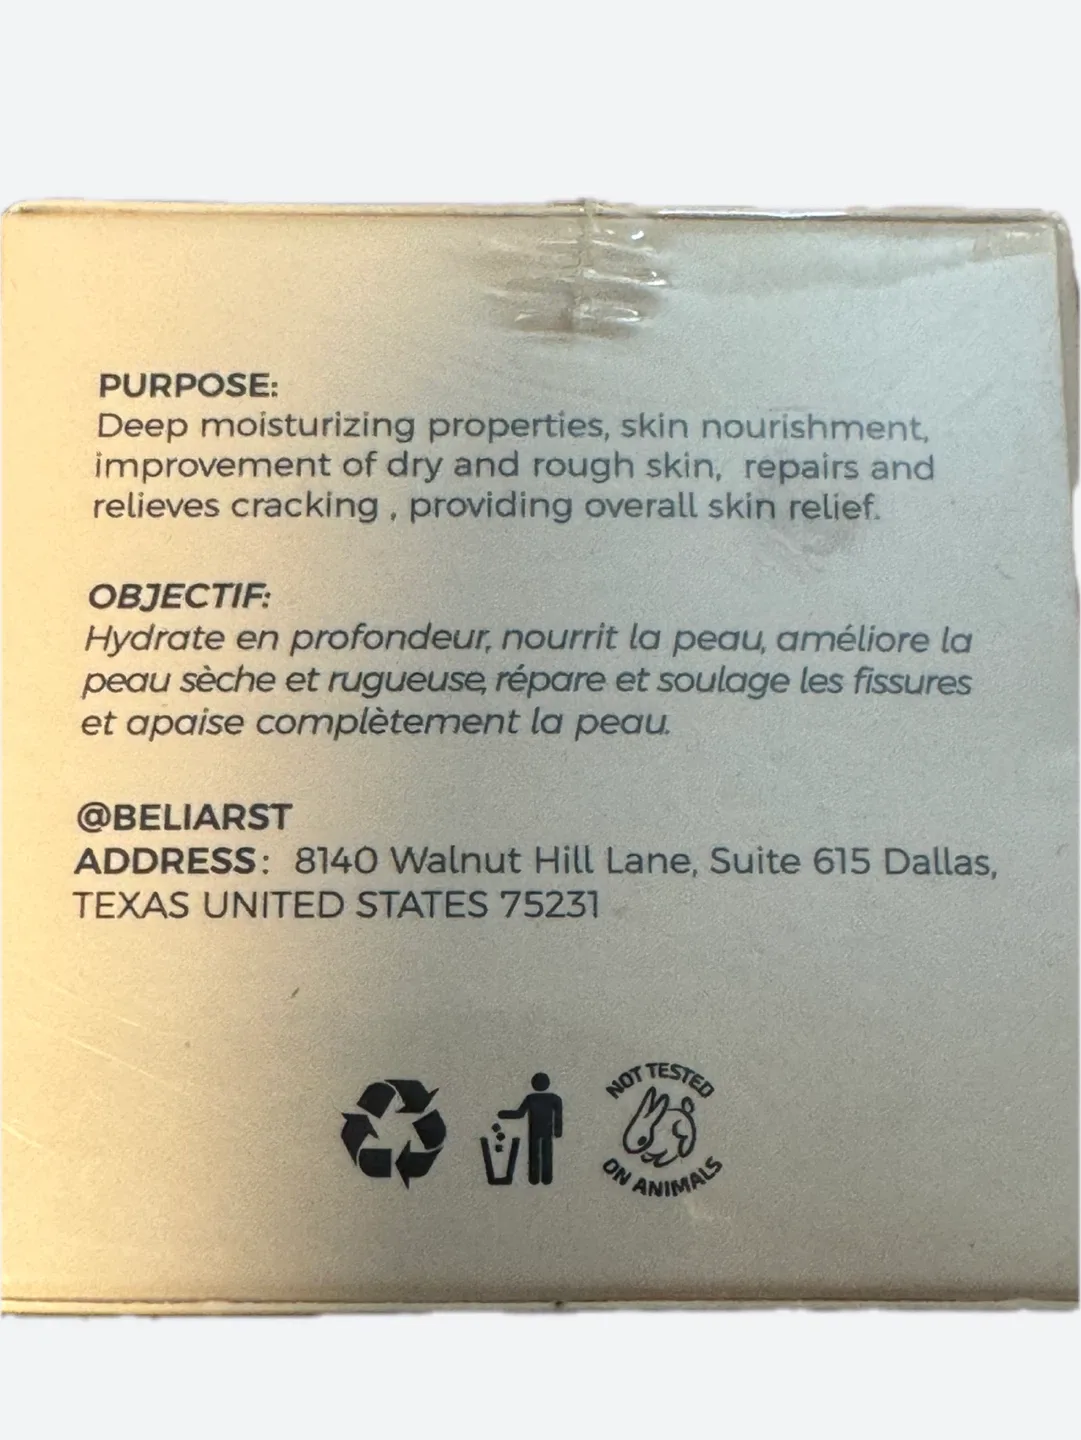 PURPOSE:
Deep moisturizing properties, skin nourishment,
improvement of dry and rough skin, repairs and
relieves cracking , providing overall skin relief.
OBJECTIF:
Hydrate en profondeur, nourrit la peau, améliore la
peau sèche et rugueuse, répare et soulage les fissures
et apaise complètement la peau.
@BELIARST
ADDRESS: 8140 Walnut Hill Lane, Suite 615 Dallas,
TEXAS UNITED STATES 75231
NOT TESTED
ON ANIMALS